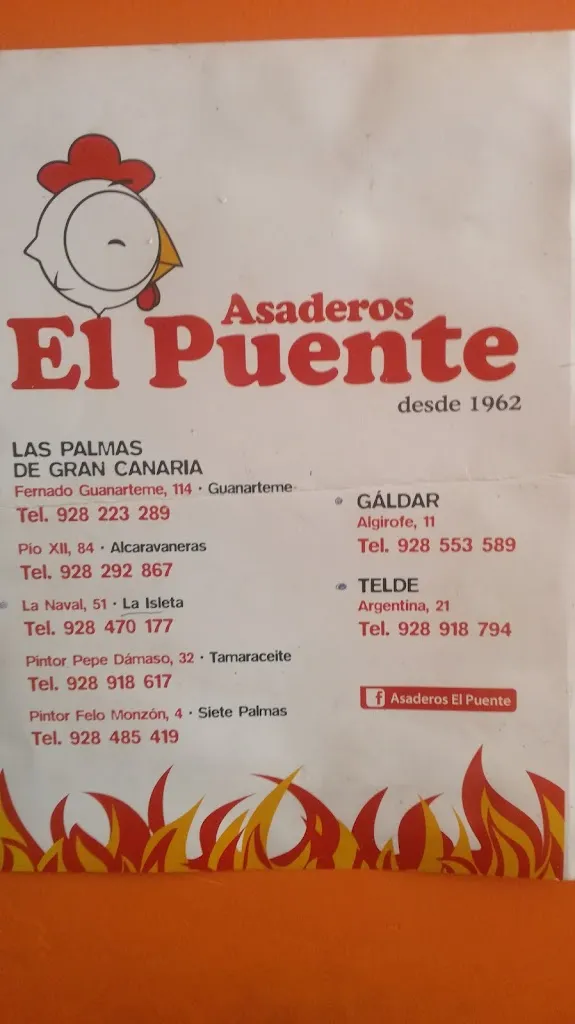 Asaderos
El Puente
desde 1962
LAS PALMAS
DE GRAN CANARIA
Fernado Guanarteme, 114 · Guanarteme
Tel. 928 223 289
Pío XII, 84 · Alcaravaneras
Tel. 928 292 867
La Naval, 51 · La Isleta
Tel. 928 470 177
Pintor Pepe Dámaso, 32 · Tamaraceite
Tel. 928 918 617
Pintor Felo Monzón, 4 · Siete Palmas
Tel. 928 485 419
GÁLDAR
Algirofe, 11
Tel. 928 553 589
TELDE
Argentina, 21
Tel. 928 918 794
f Asaderos El Puente